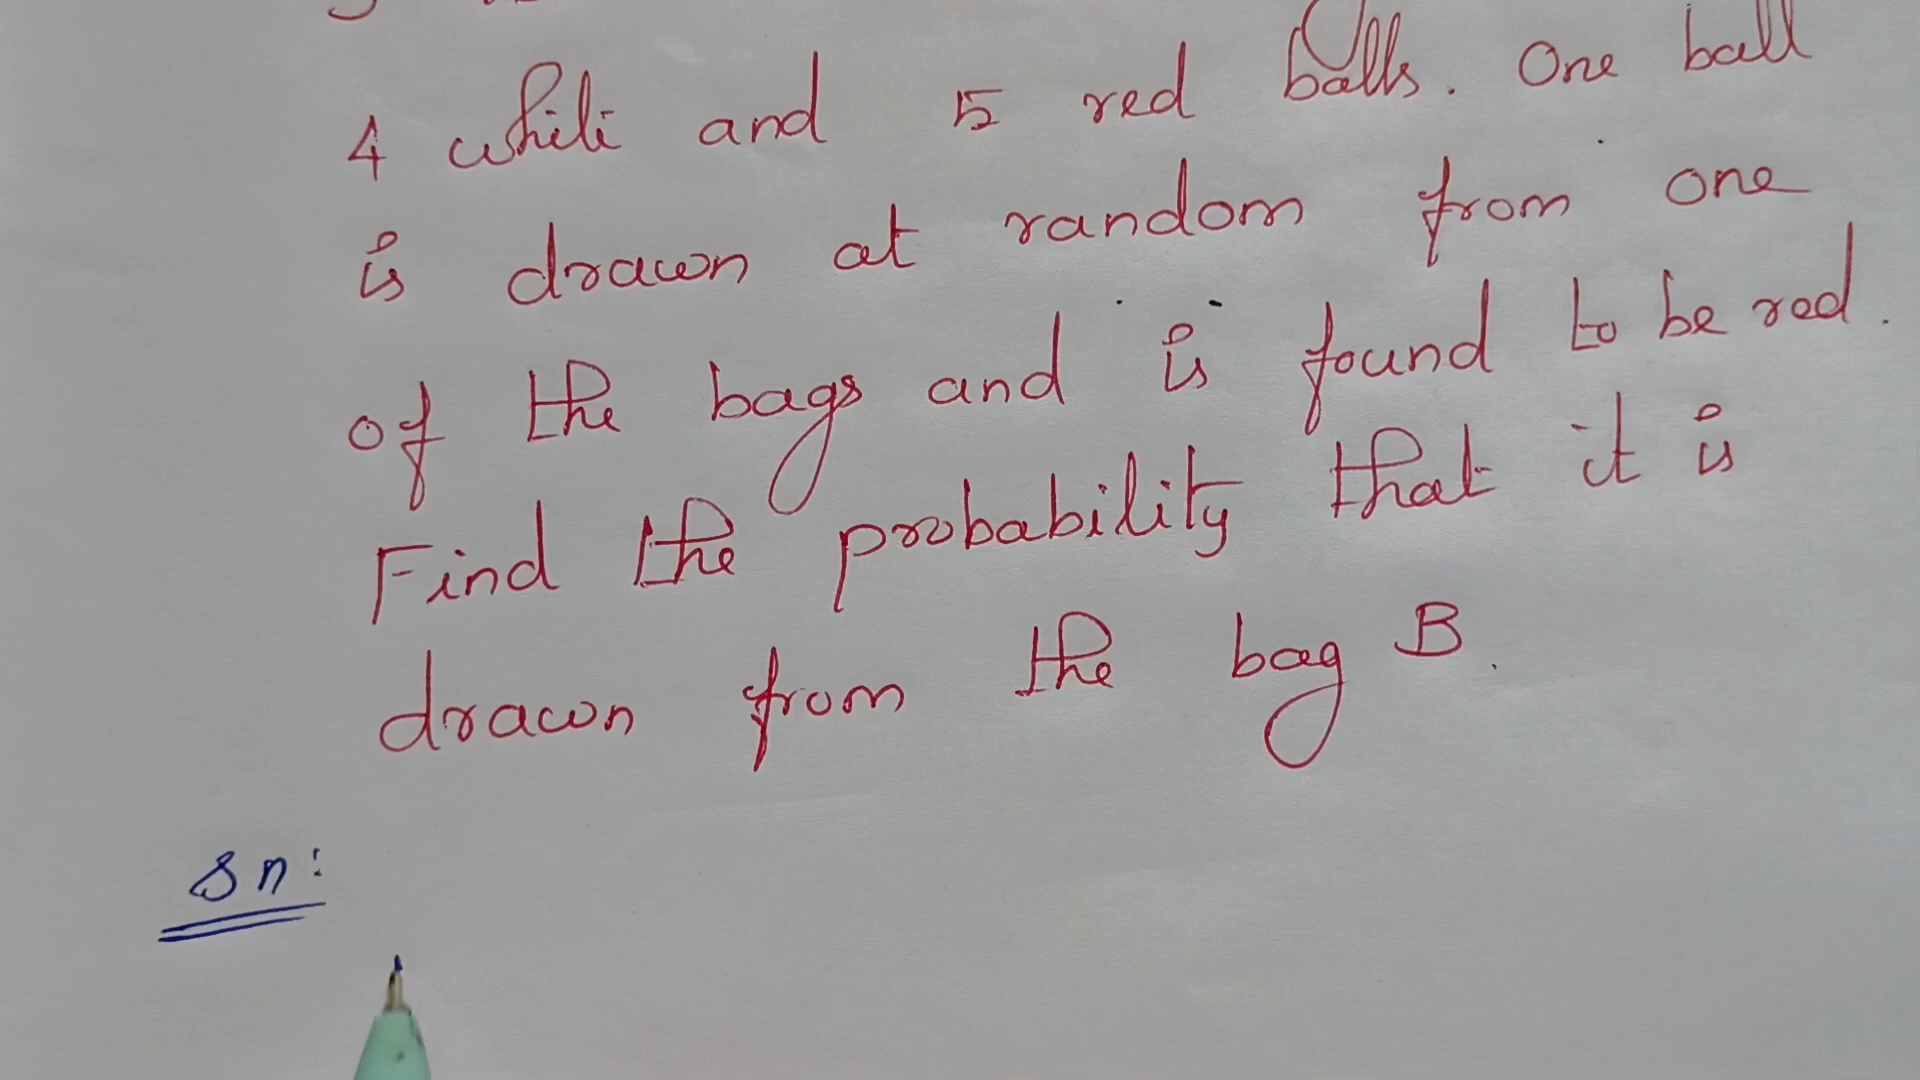 4 white and 5 red balls. One ball
is drawn at random from one
of the bags and is found to be red.
Find the probability that it is
drawn from the bag B.
Sn: